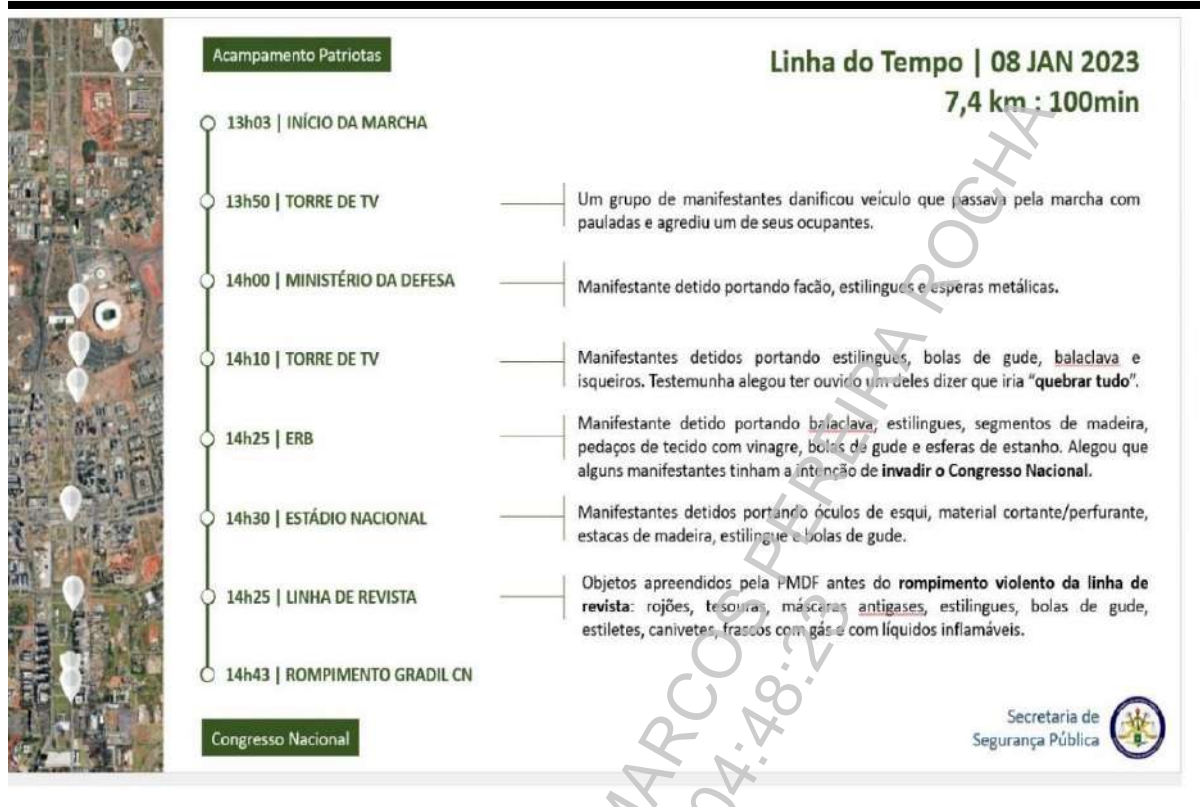 Acampamento Patriotas
Linha do Tempo | 08 JAN 2023
7,4 km : 100min
13h03 | INÍCIO DA MARCHA
13h50 | TORRE DE TV
Um grupo de manifestantes danificou veículo que passava pela marcha com
pauladas e agrediu um de seus ocupantes.
14h00 | MINISTÉRIO DA DEFESA
Manifestante detido portando facão, estilingues e esperas metálicas.
14h10 | TORRE DE TV
Manifestantes detidos portando estilingues, bolas de gude, balaclava e
isqueiros. Testemunha alegou ter ouvido um deles dizer que iria “quebrar tudo”.
14h25 | ERB
Manifestante detido portando balaclava, estilingues, segmentos de madeira,
pedaços de tecido com vinagre, bolas de gude e esferas de estanho. Alegou que
alguns manifestantes tinham a intenção de invadir o Congresso Nacional.
14h30 | ESTÁDIO NACIONAL
Manifestantes detidos portando óculos de esqui, material cortante/perfurante,
estacas de madeira, estilingue e bolas de gude.
14h25 | LINHA DE REVISTA
Objetos apreendidos pela PMDF antes do rompimento violento da linha de
revista: rojões, tesouras, máscaras antigases, estilingues, bolas de gude,
estiletes, canivetes, frascos com gás e com líquidos inflamáveis.
14h43 | ROMPIMENTO GRADIL CN
Congresso Nacional
Secretaria de
Segurança Pública
MARCOS PEREIRA ROCHA
04:48:23